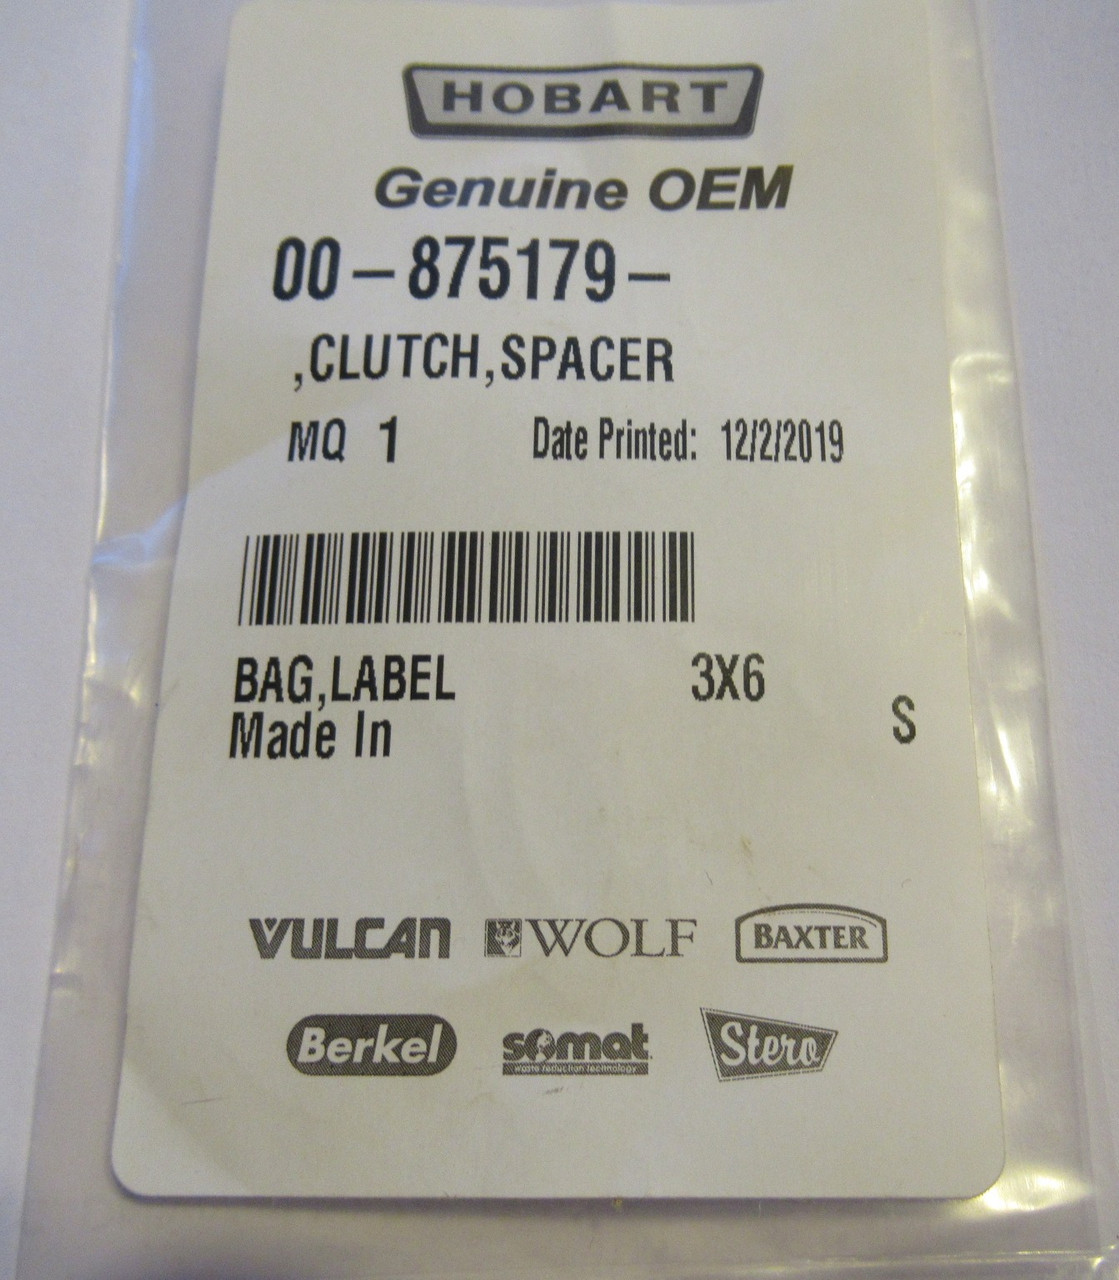 HOBART
Genuine OEM
00-875179-
,CLUTCH,SPACER
MQ 1 Date Printed: 12/2/2019
BAG,LABEL 3X6
S
Made In
VULCAN WOLF BAXTER
Berkel somat Stero
waste reduction technology